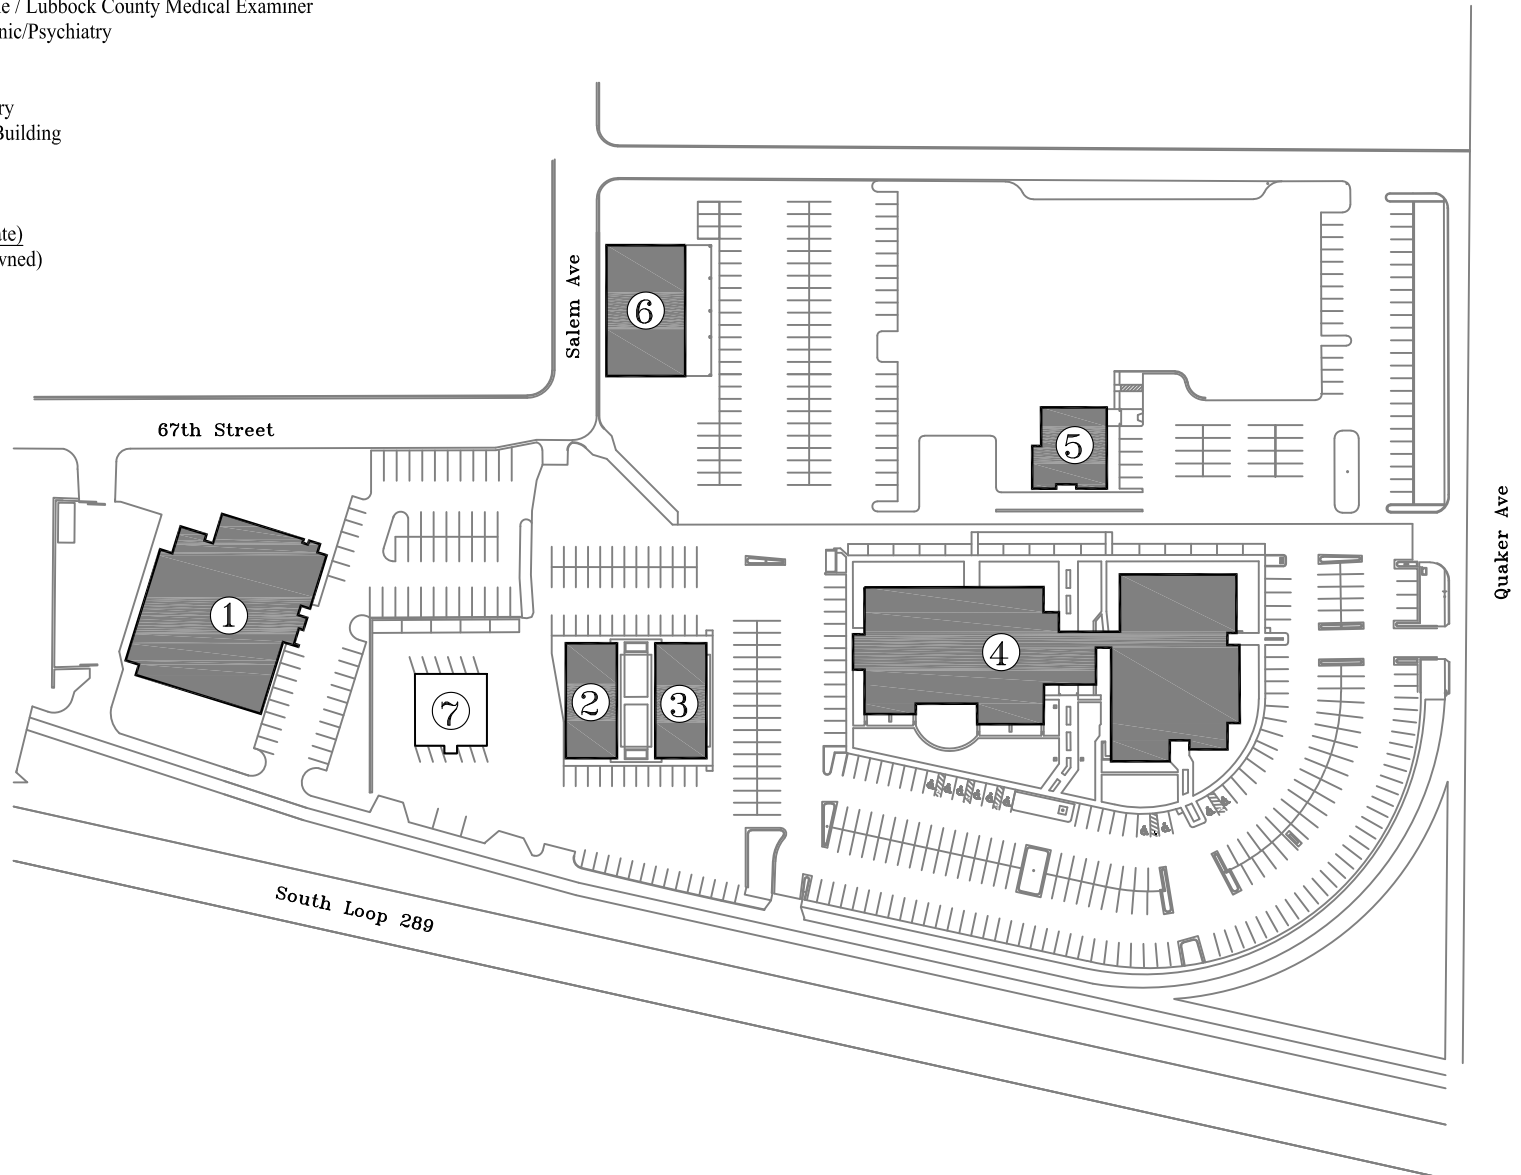 / Lubbock County Medical Examiner
nic/Psychiatry
ry
Building
wned)
Salem Ave
6
67th Street
5
Quaker Ave
1
4
2
3
7
South Loop 289